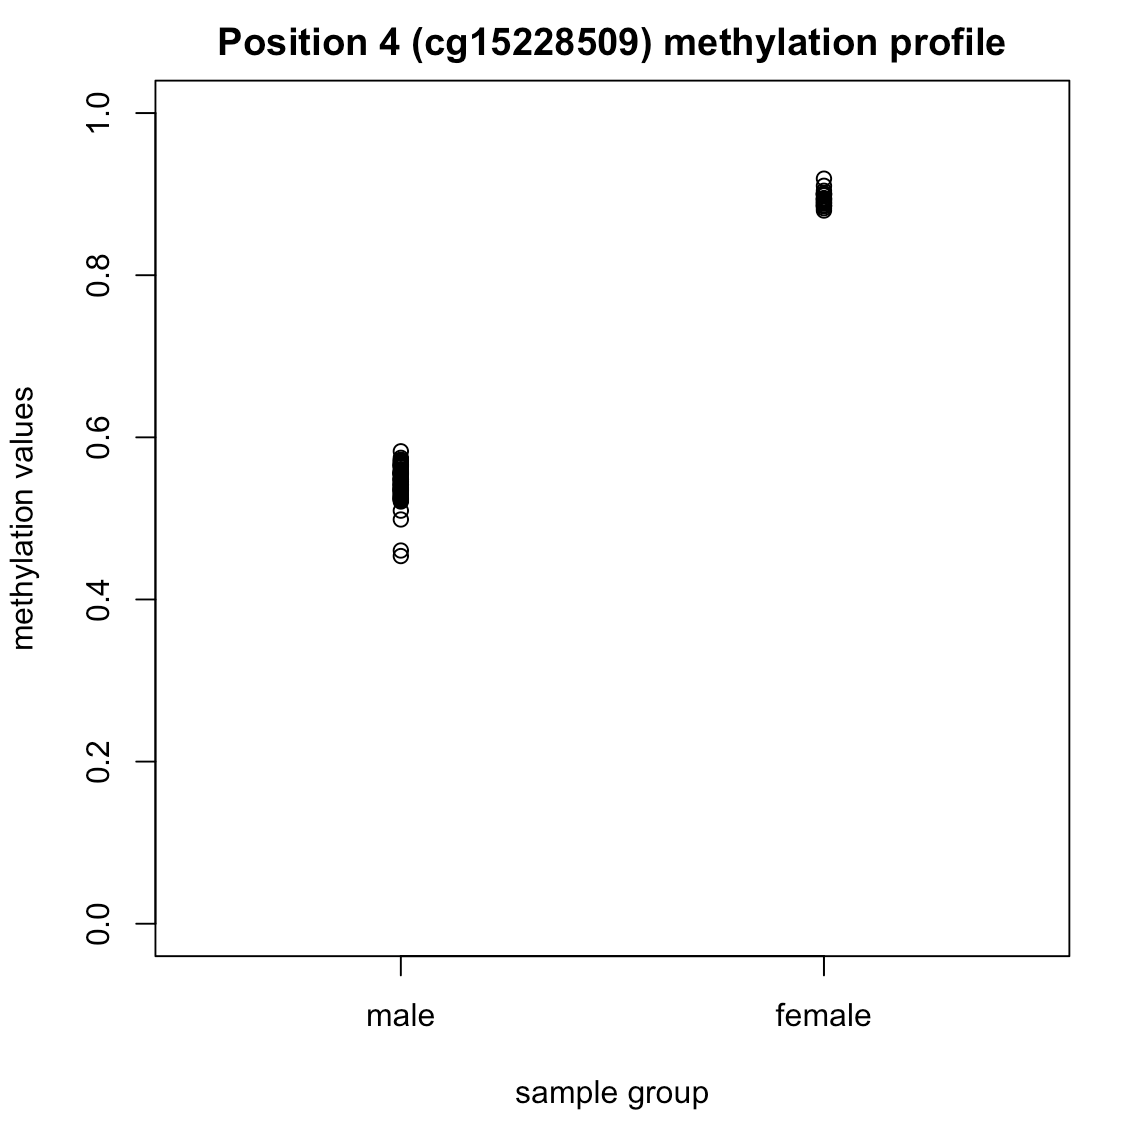 Position 4 (cg15228509) methylation profile
1.0
0.8
0.6
0.4
0.2
0.0
methylation values
male
female
sample group